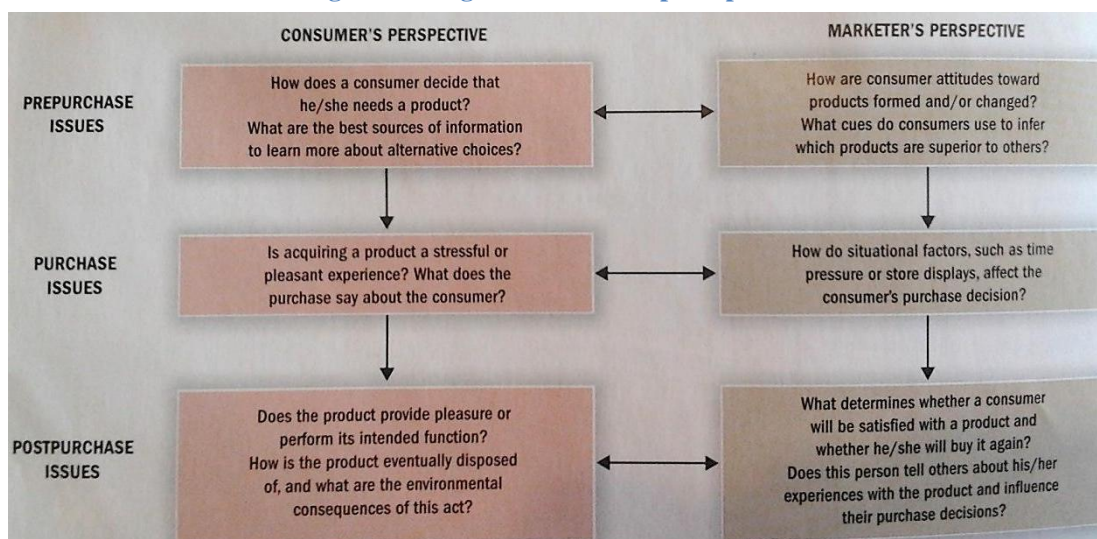 CONSUMER'S PERSPECTIVE
MARKETER'S PERSPECTIVE
PREPURCHASE
ISSUES
How does a consumer decide that
he/she needs a product?
What are the best sources of information
to learn more about alternative choices?
How are consumer attitudes toward
products formed and/or changed?
What cues do consumers use to infer
which products are superior to others?
PURCHASE
ISSUES
Is acquiring a product a stressful or
pleasant experience? What does the
purchase say about the consumer?
How do situational factors, such as time
pressure or store displays, affect the
consumer's purchase decision?
POSTPURCHASE
ISSUES
Does the product provide pleasure or
perform its intended function?
How is the product eventually disposed
of, and what are the environmental
consequences of this act?
What determines whether a consumer
will be satisfied with a product and
whether he/she will buy it again?
Does this person tell others about his/her
experiences with the product and influence
their purchase decisions?